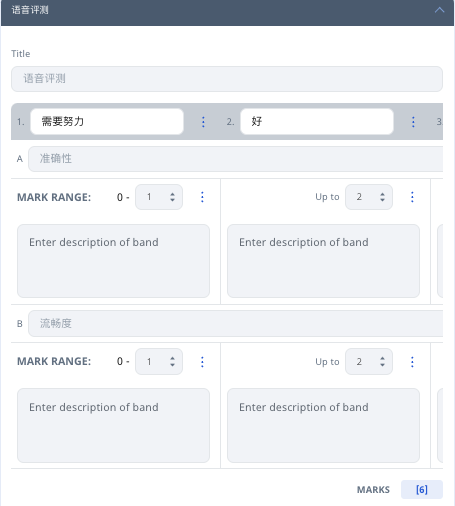 语音评测
Title
语音评测
1. 需要努力 2. 好 3.
A 准确性
MARK RANGE: 0 - 1 Up to 2
Enter description of band Enter description of band
B 流畅度
MARK RANGE: 0 - 1 Up to 2
Enter description of band Enter description of band
MARKS [6]